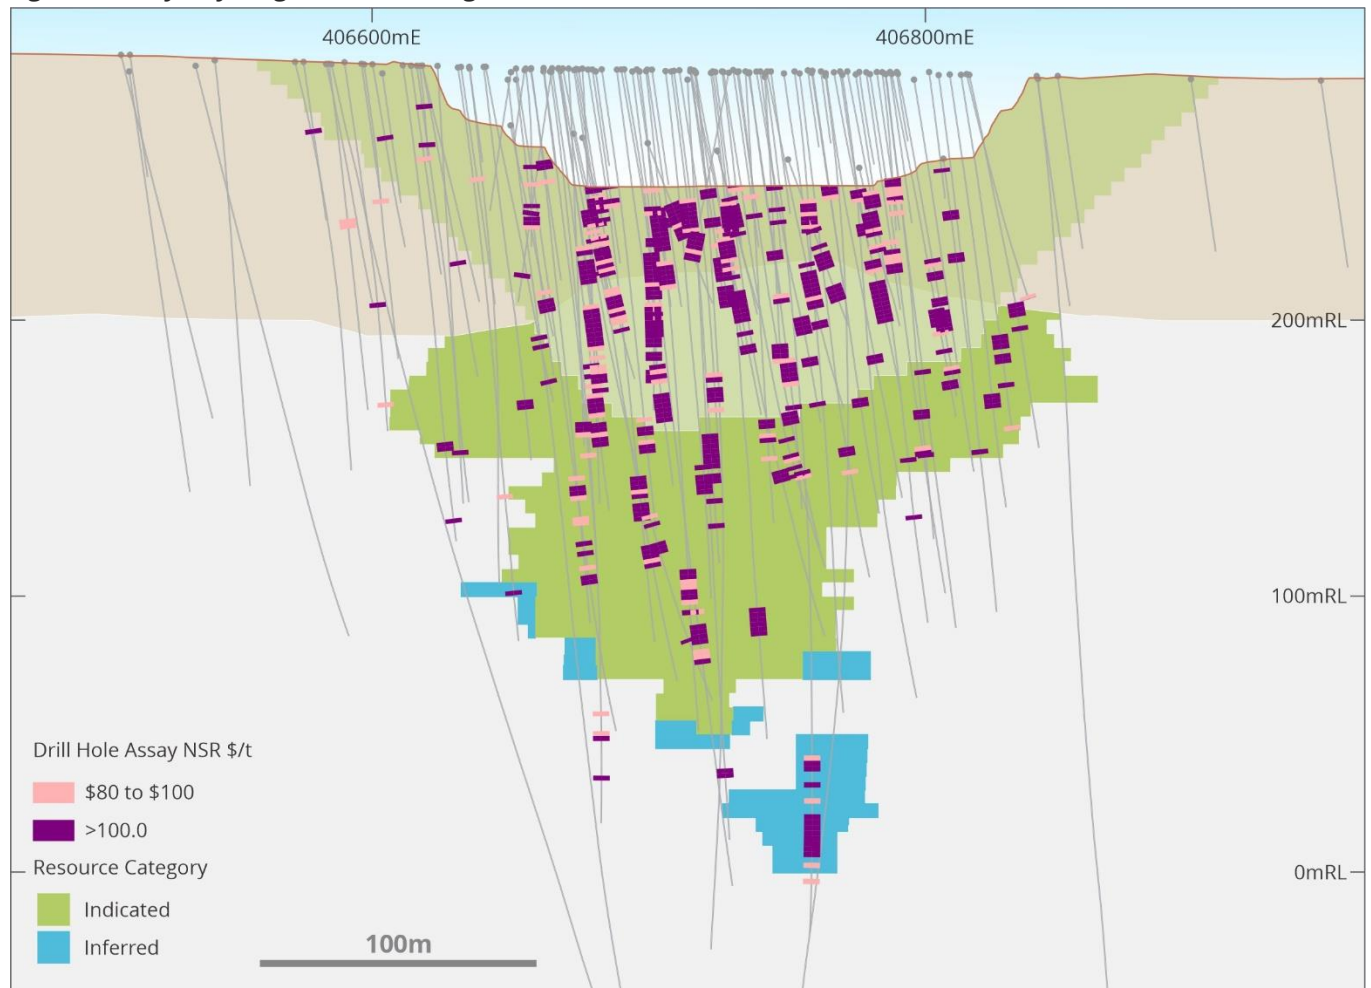 406600mE
406800mE
200mRL
100mRL
0mRL
Drill Hole Assay NSR $/t
$80 to $100
>100.0
Resource Category
Indicated
Inferred
100m